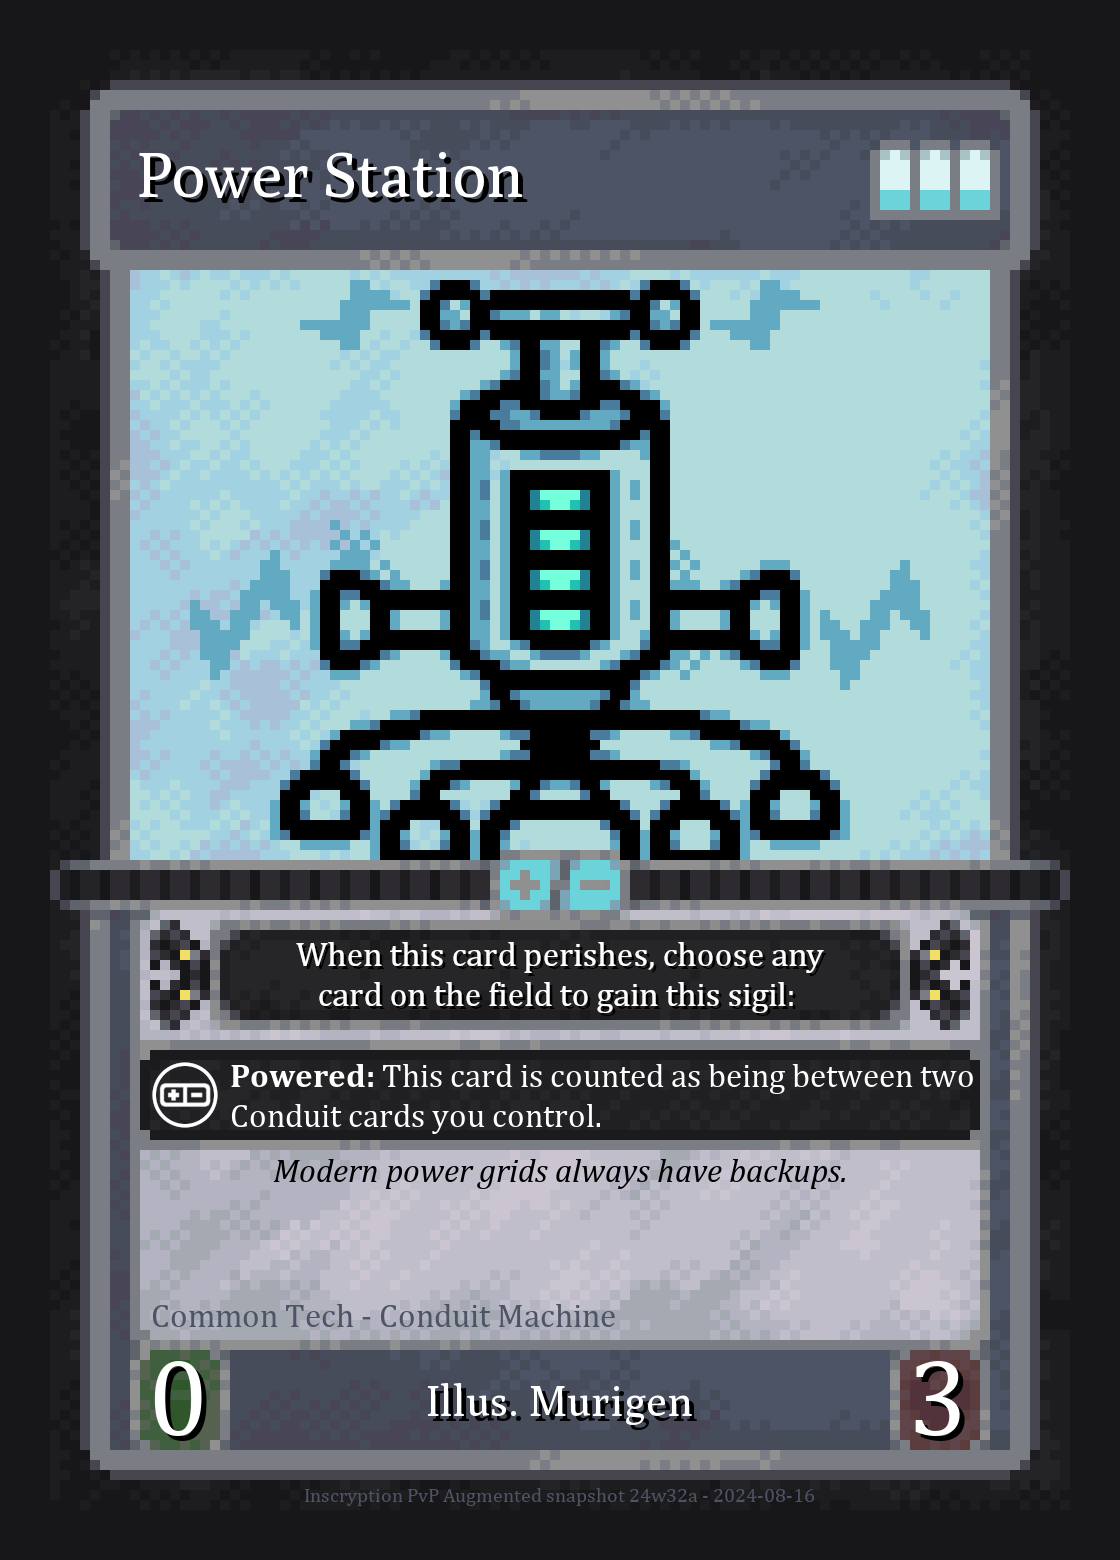 Power Station
When this card perishes, choose any
card on the field to gain this sigil:
Powered: This card is counted as being between two
Conduit cards you control.
Modern power grids always have backups.
Common Tech - Conduit Machine
0
Illus. Murigen
3
Inscryption PvP Augmented snapshot 24w32a - 2024-08-16